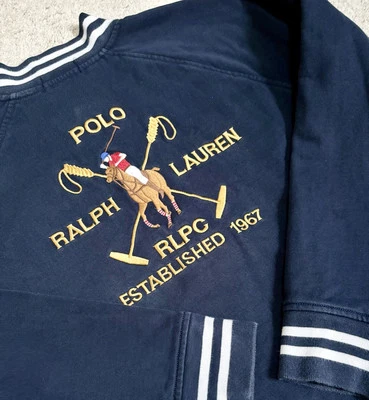 POLO
RALPH LAUREN
RLPC
ESTABLISHED 1967